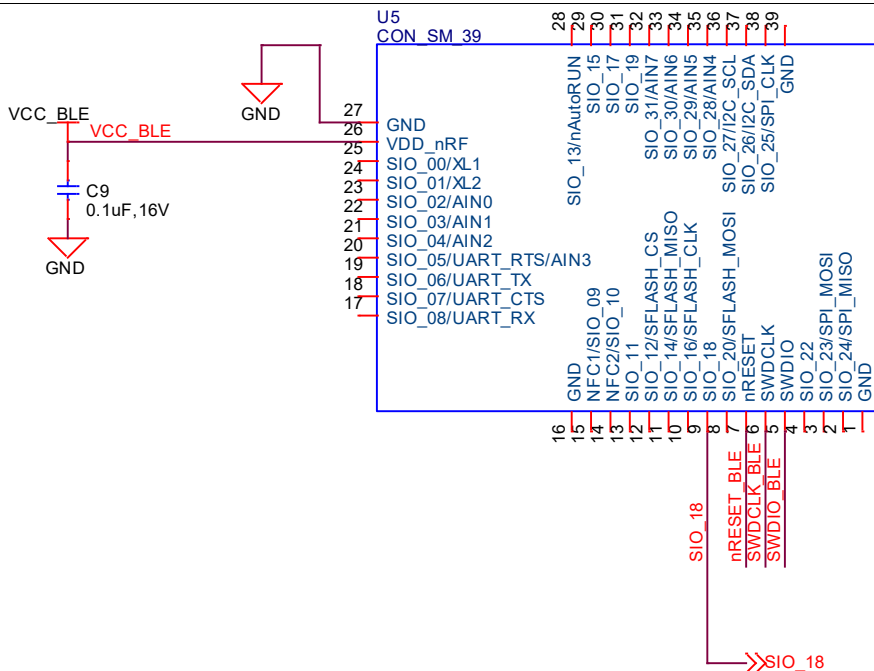 U5
CON_SM_39
28
29
30
31
32
33
34
35
36
37
38
39
SIO_13/nAutoRUN
SIO_15
SIO_17
SIO_19
SIO_31/AIN7
SIO_30/AIN6
SIO_29/AIN5
SIO_28/AIN4
SIO_27/I2C_SCL
SIO_26/I2C_SDA
SIO_25/SPI_CLK
GND
GND
VCC_BLE
VCC_BLE
C9
0.1uF,16V
GND
27
GND
26
VDD_nRF
25
SIO_00/XL1
24
SIO_01/XL2
23
SIO_02/AIN0
22
SIO_03/AIN1
21
SIO_04/AIN2
20
SIO_05/UART_RTS/AIN3
19
SIO_06/UART_TX
18
SIO_07/UART_CTS
17
SIO_08/UART_RX
GND
NFC1/SIO_09
NFC2/SIO_10
SIO_11
SIO_12/SFLASH_CS
SIO_14/SFLASH_MISO
SIO_16/SFLASH_CLK
SIO_18
SIO_20/SFLASH_MOSI
nRESET
SWDCLK
SWDIO
SIO_22
SIO_23/SPI_MOSI
SIO_24/SPI_MISO
GND
16
15
14
13
12
11
10
9
8
7
6
5
4
3
2
1
SIO_18
nRESET_BLE
SWDCLK_BLE
SWDIO_BLE
SIO_18